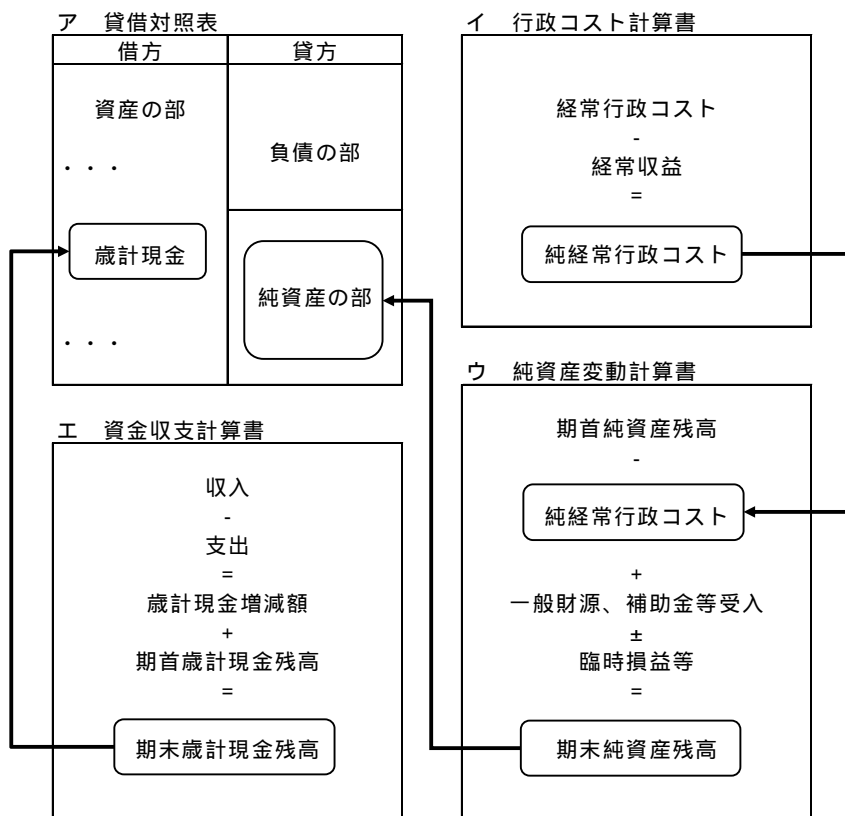 ア 貸借対照表
借方 貸方
資産の部
・・・
歳計現金
・・・
負債の部
純資産の部
イ 行政コスト計算書
経常行政コスト
-
経常収益
=
純経常行政コスト
ウ 純資産変動計算書
期首純資産残高
-
純経常行政コスト
+
一般財源、補助金等受入
±
臨時損益等
=
期末純資産残高
エ 資金収支計算書
収入
-
支出
=
歳計現金増減額
+
期首歳計現金残高
=
期末歳計現金残高